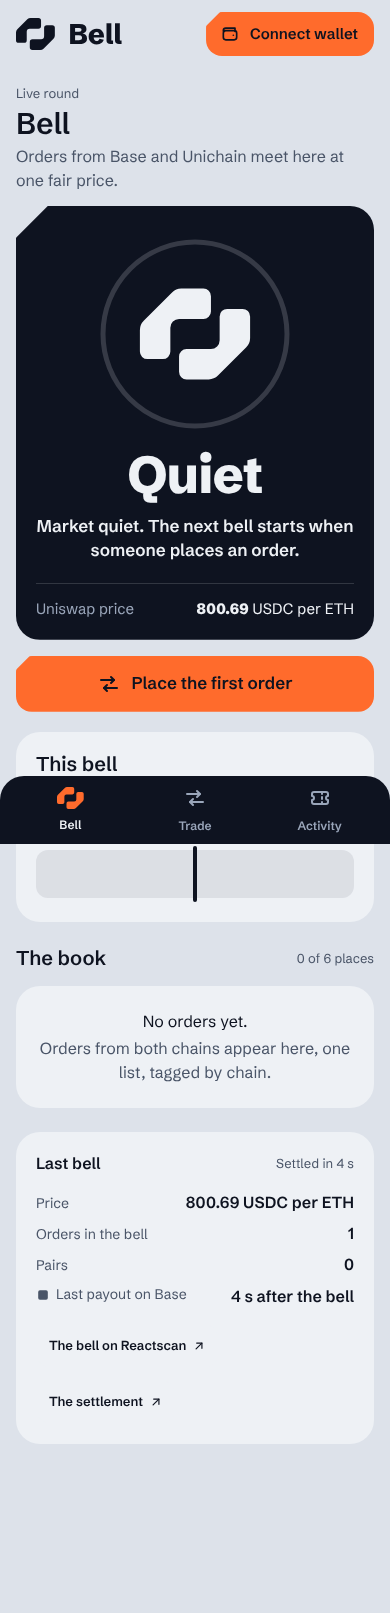 Bell
Connect wallet
Live round
Bell
Orders from Base and Unichain meet here at
one fair price.
Quiet
Market quiet. The next bell starts when
someone places an order.
Uniswap price 800.69 USDC per ETH
Place the first order
This bell
Bell
Trade
Activity
The book
0 of 6 places
No orders yet.
Orders from both chains appear here, one
list, tagged by chain.
Last bell
Settled in 4 s
Price 800.69 USDC per ETH
Orders in the bell 1
Pairs 0
Last payout on Base 4 s after the bell
The bell on Reactscan
The settlement